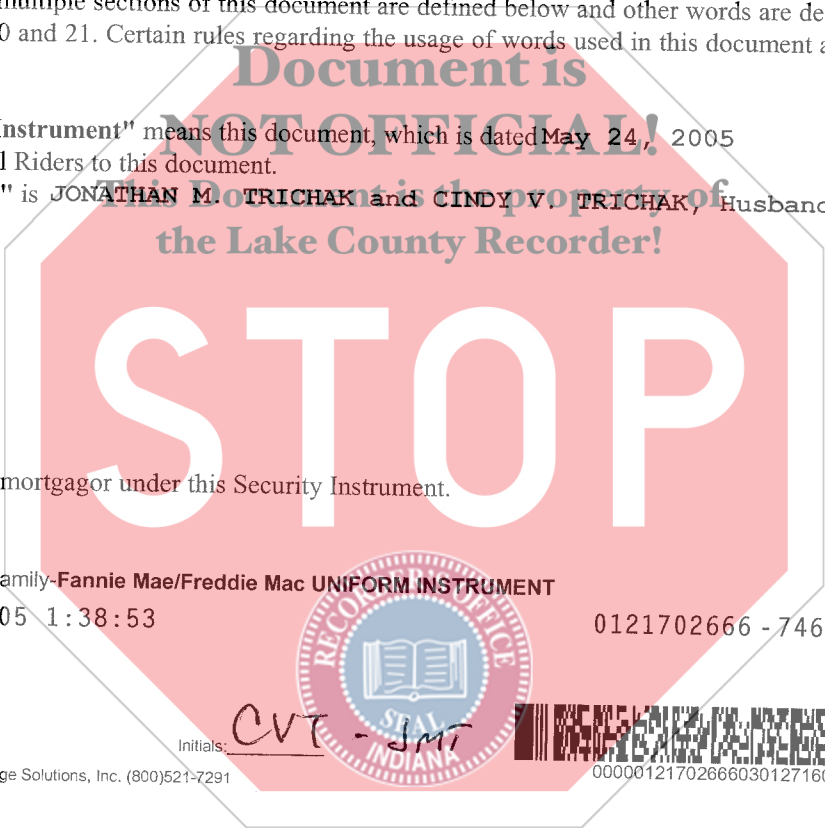 multiple sections of this document are defined below and other words are de
0 and 21. Certain rules regarding the usage of words used in this document a
Document is
NOT OFFICIAL!
Instrument" means this document, which is dated May 24, 2005
l Riders to this document.
This Document is the property of
" is JONATHAN M. TRICHAK and CINDY V. TRICHAK, Husband
the Lake County Recorder!
STOP
mortgagor under this Security Instrument.
amily-Fannie Mae/Freddie Mac UNIFORM INSTRUMENT
05 1:38:53
0121702666 - 746
RECORDER'S OFFICE
SEAL
INDIANA
Initials: CVT - JMT
ge Solutions, Inc. (800)521-7291
00000121702666030127160